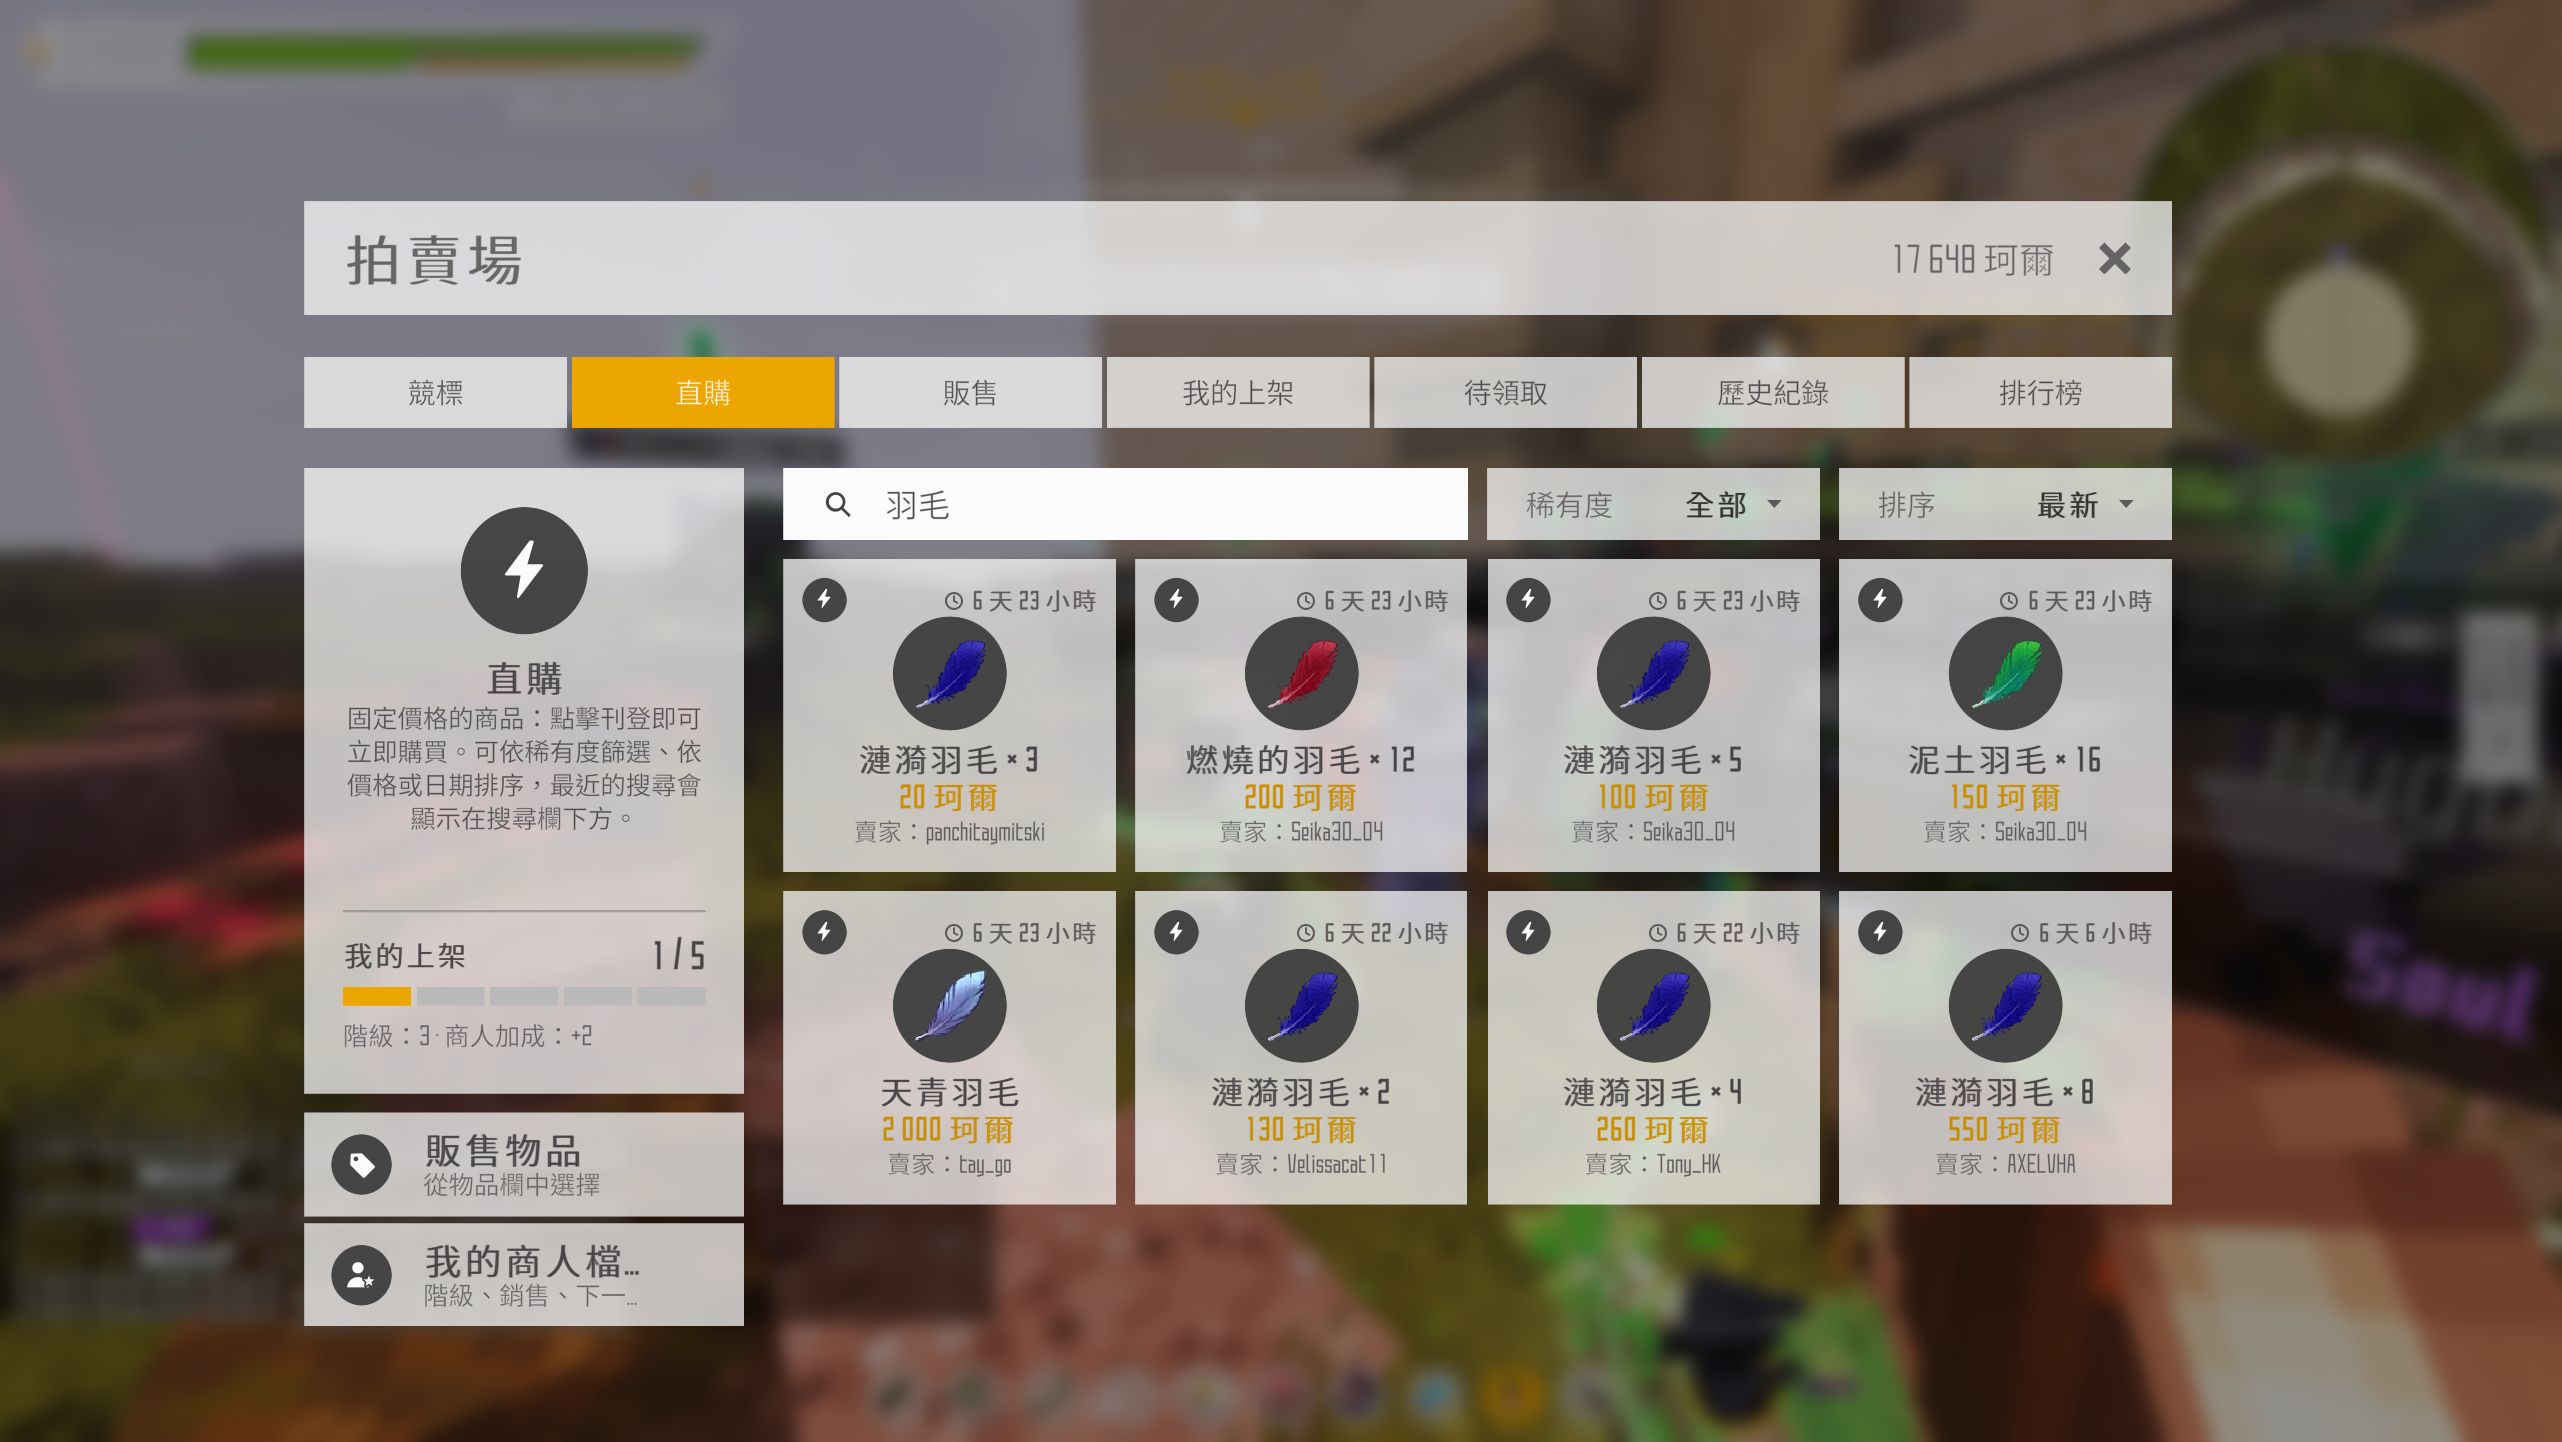 拍賣場
17 648 珂爾
競標
直購
販售
我的上架
待領取
歷史紀錄
排行榜
直購
固定價格的商品：點擊刊登即可
立即購買。可依稀有度篩選、依
價格或日期排序，最近的搜尋會
顯示在搜尋欄下方。
我的上架 1 / 5
階級：3 · 商人加成：+2
販售物品
從物品欄中選擇
我的商人檔...
階級、銷售、下一...
羽毛
稀有度 全部
排序 最新
6 天 23 小時
漣漪羽毛 × 3
20 珂爾
賣家：panchitaymitski
6 天 23 小時
燃燒的羽毛 × 12
200 珂爾
賣家：Seika30_04
6 天 23 小時
漣漪羽毛 × 5
100 珂爾
賣家：Seika30_04
6 天 23 小時
泥土羽毛 × 16
150 珂爾
賣家：Seika30_04
6 天 23 小時
天青羽毛
2 000 珂爾
賣家：tay_go
6 天 22 小時
漣漪羽毛 × 2
130 珂爾
賣家：Velissacat11
6 天 22 小時
漣漪羽毛 × 4
260 珂爾
賣家：Tony_HK
6 天 6 小時
漣漪羽毛 × 8
550 珂爾
賣家：AXELVHA
Soul